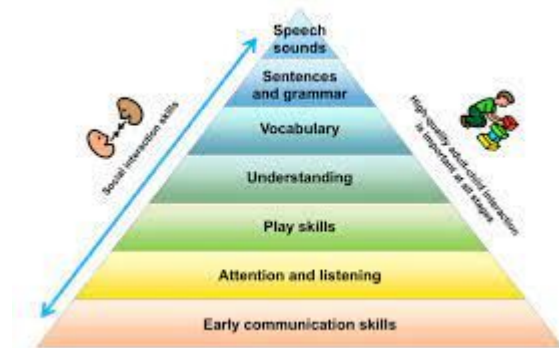 Speech
sounds
Sentences
and grammar
Vocabulary
Understanding
Play skills
Attention and listening
Early communication skills
Social interaction skills
High-quality adult-child interaction
is important at all stages